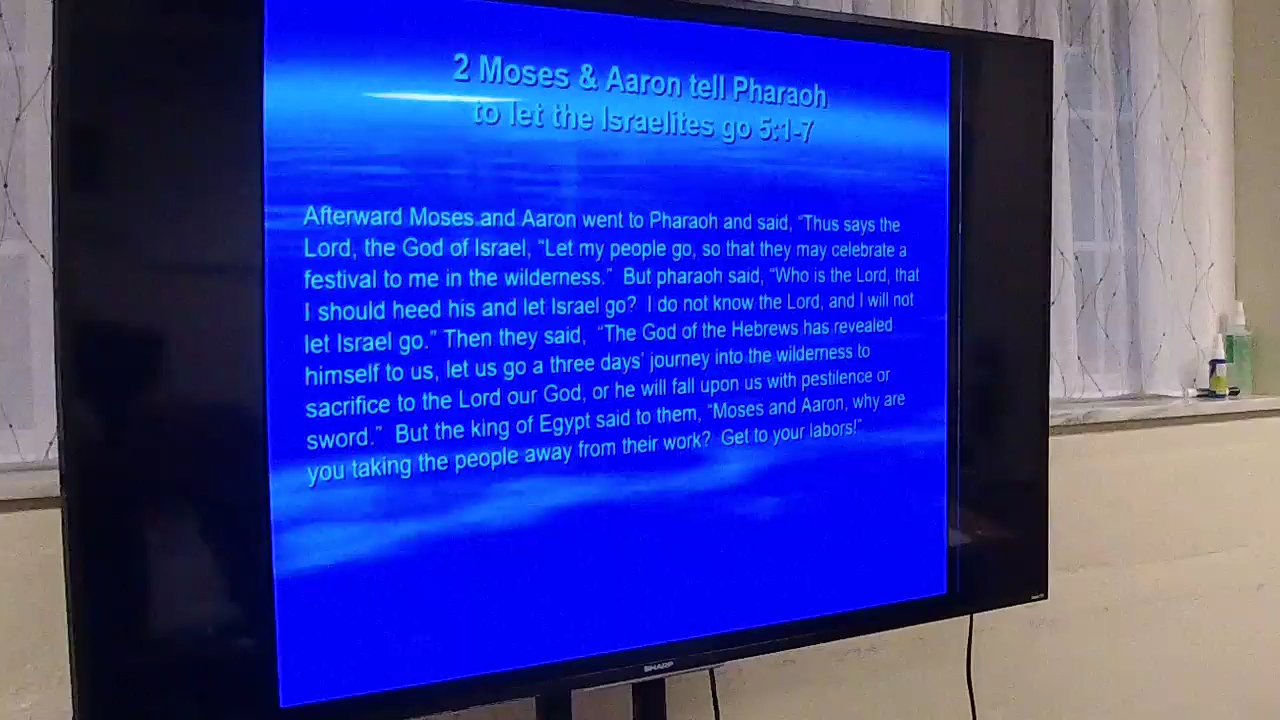 2 Moses & Aaron tell Pharaoh
to let the Israelites go 5:1-7
Afterward Moses and Aaron went to Pharaoh and said, “Thus says the
Lord, the God of Israel, “Let my people go, so that they may celebrate a
festival to me in the wilderness.” But pharaoh said, “Who is the Lord, that
I should heed his and let Israel go? I do not know the Lord, and I will not
let Israel go.” Then they said, “The God of the Hebrews has revealed
himself to us, let us go a three days’ journey into the wilderness to
sacrifice to the Lord our God, or he will fall upon us with pestilence or
sword.” But the king of Egypt said to them, “Moses and Aaron, why are
you taking the people away from their work? Get to your labors!”
SHARP